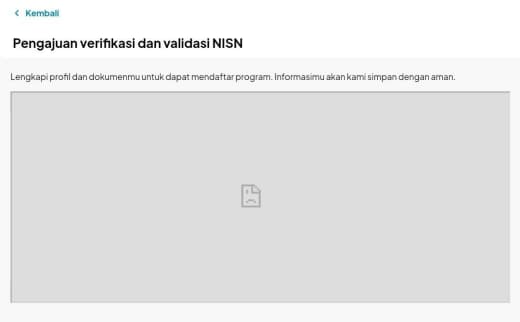 Kembali
Pengajuan verifikasi dan validasi NISN
Lengkapi profil dan dokumenmu untuk dapat mendaftar program. Informasimu akan kami simpan dengan aman.